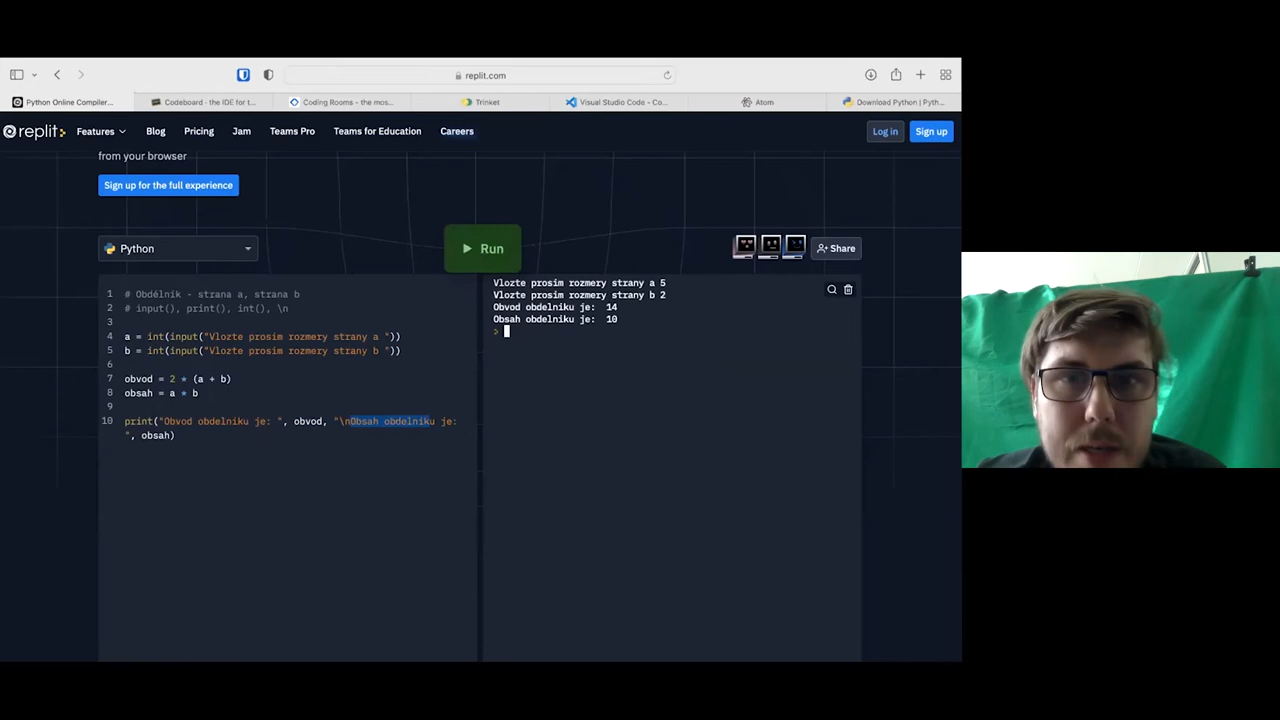 replit.com
Python Online Compiler...
Codeboard - the IDE for t...
Coding Rooms - the mos...
Trinket
Visual Studio Code - Co...
Atom
Download Python | Pyth...
replit
Features
Blog
Pricing
Jam
Teams Pro
Teams for Education
Careers
Log in
Sign up
from your browser
Sign up for the full experience
Python
Run
Share
1 # Obdélník - strana a, strana b
2 # input(), print(), int(), \n
3
4 a = int(input("Vlozte prosim rozmery strany a "))
5 b = int(input("Vlozte prosim rozmery strany b "))
6
7 obvod = 2 * (a + b)
8 obsah = a * b
9
10 print("Obvod obdelniku je: ", obvod, "\nObsah obdelniku je:
", obsah)
Vlozte prosim rozmery strany a 5
Vlozte prosim rozmery strany b 2
Obvod obdelniku je:  14
Obsah obdelniku je:  10
>